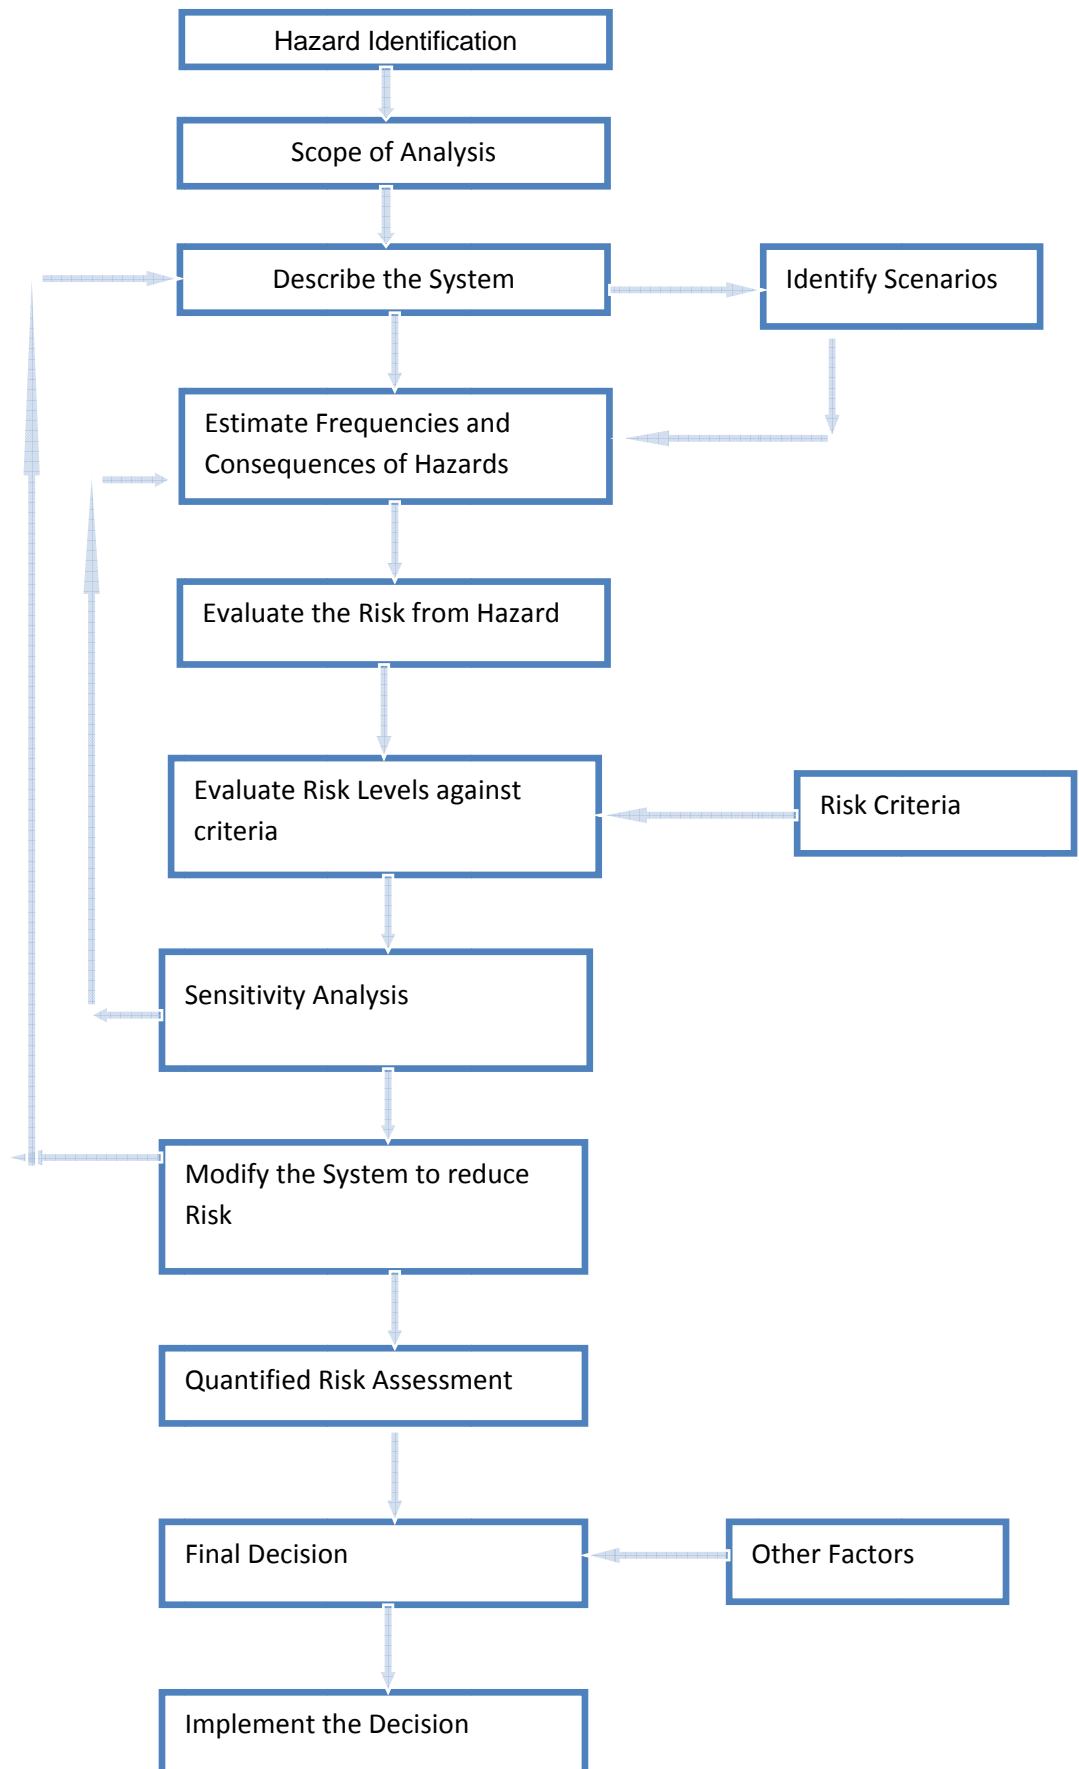 Hazard Identification
Scope of Analysis
Describe the System
Identify Scenarios
Estimate Frequencies and
Consequences of Hazards
Evaluate the Risk from Hazard
Evaluate Risk Levels against
criteria
Risk Criteria
Sensitivity Analysis
Modify the System to reduce
Risk
Quantified Risk Assessment
Final Decision
Other Factors
Implement the Decision